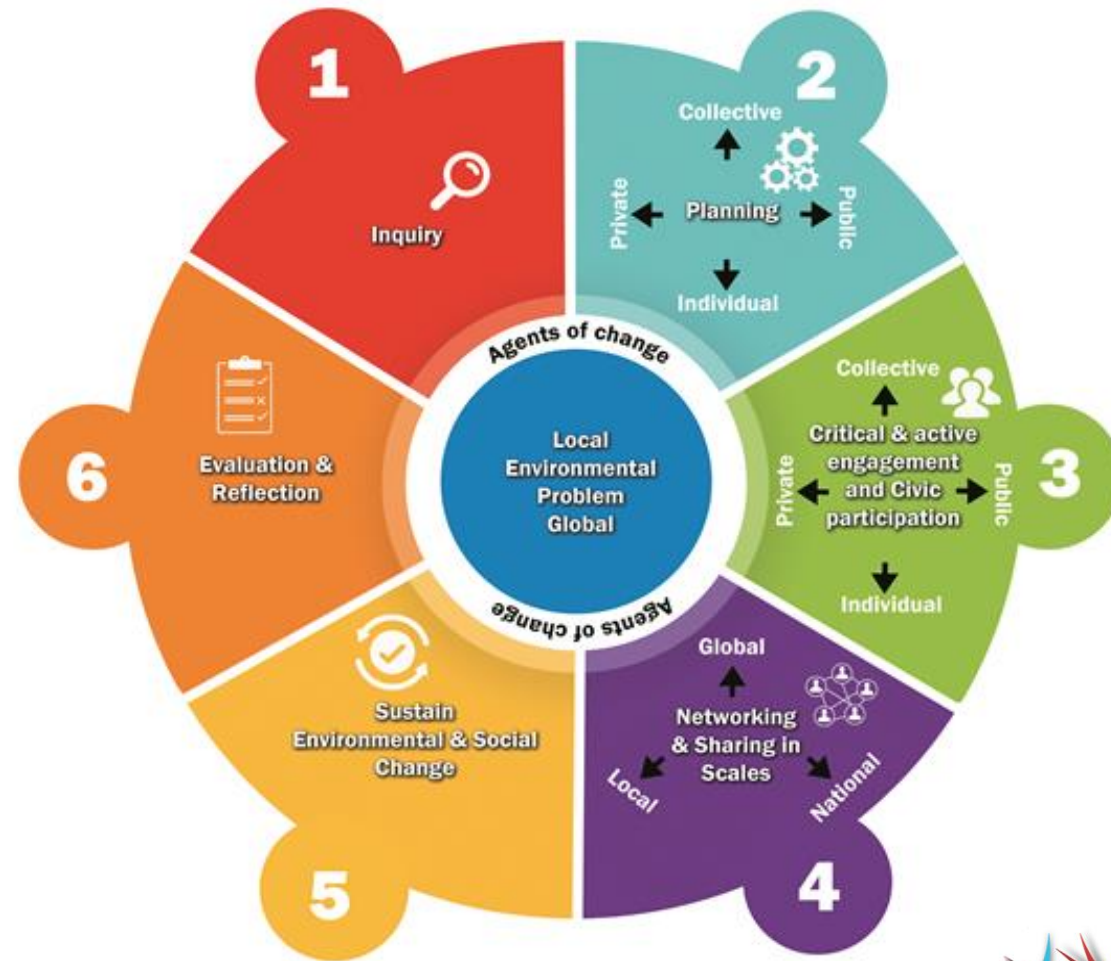 1
Inquiry
2
Collective
Private
Planning
Public
Individual
3
Collective
Private
Critical & active
engagement
and Civic
participation
Public
Individual
4
Global
Networking
& Sharing in
Scales
Local
National
5
Sustain
Environmental & Social
Change
6
Evaluation &
Reflection
Agents of change
Local
Environmental
Problem
Global
Agents of change